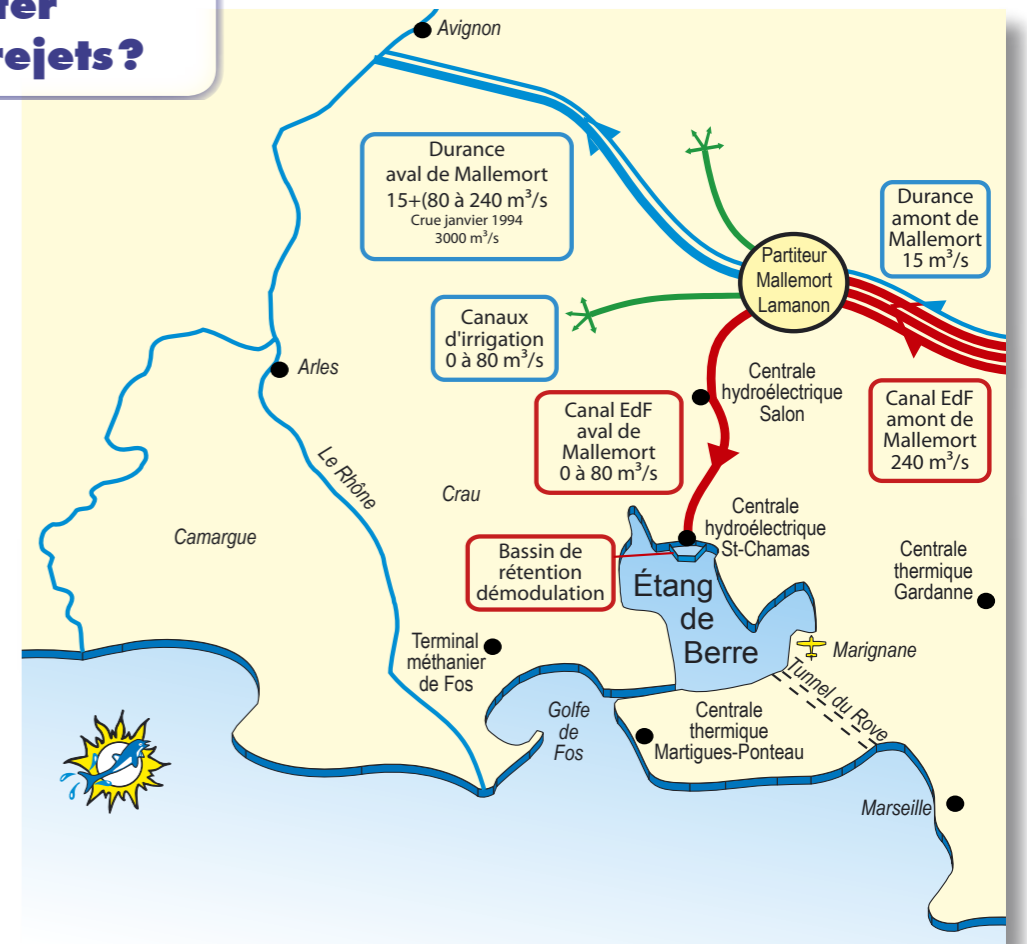 ter
rejets?
Avignon
Durance
aval de Mallemort
15+(80 à 240 m³/s
Crue janvier 1994
3000 m³/s
Durance
amont de
Mallemort
15 m³/s
Partiteur
Mallemort
Lamanon
Canaux
d'irrigation
0 à 80 m³/s
Arles
Centrale
hydroélectrique
Salon
Canal EdF
aval de
Mallemort
0 à 80 m³/s
Canal EdF
amont de
Mallemort
240 m³/s
Le Rhône
Crau
Camargue
Centrale
hydroélectrique
St-Chamas
Bassin de
rétention
démodulation
Étang
de
Berre
Centrale
thermique
Gardanne
Terminal
méthanier
de Fos
Marignane
Tunnel du Rove
Golfe
de
Fos
Centrale
thermique
Martigues-Ponteau
Marseille